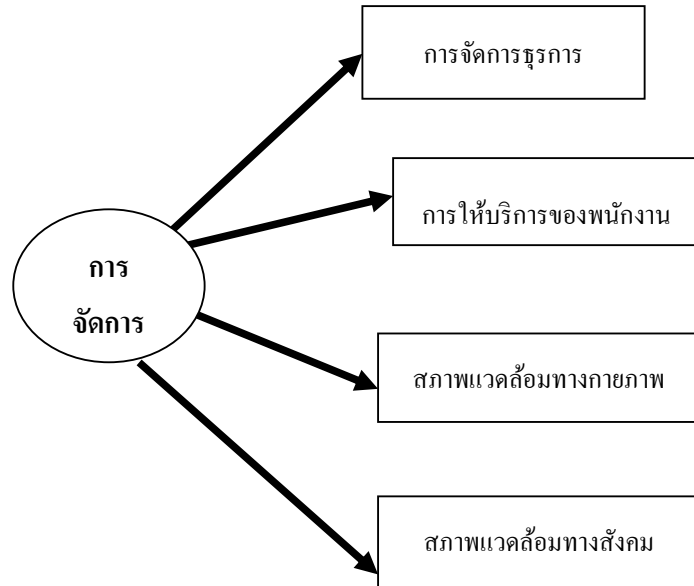 การจัดการธุรการ
การให้บริการของพนักงาน
การ
จัดการ
สภาพแวดล้อมทางกายภาพ
สภาพแวดล้อมทางสังคม